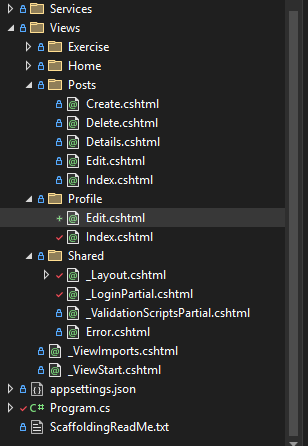 Services
Views
Exercise
Home
Posts
Create.cshtml
Delete.cshtml
Details.cshtml
Edit.cshtml
Index.cshtml
Profile
Edit.cshtml
Index.cshtml
Shared
_Layout.cshtml
_LoginPartial.cshtml
_ValidationScriptsPartial.cshtml
Error.cshtml
_ViewImports.cshtml
_ViewStart.cshtml
appsettings.json
C# Program.cs
ScaffoldingReadMe.txt